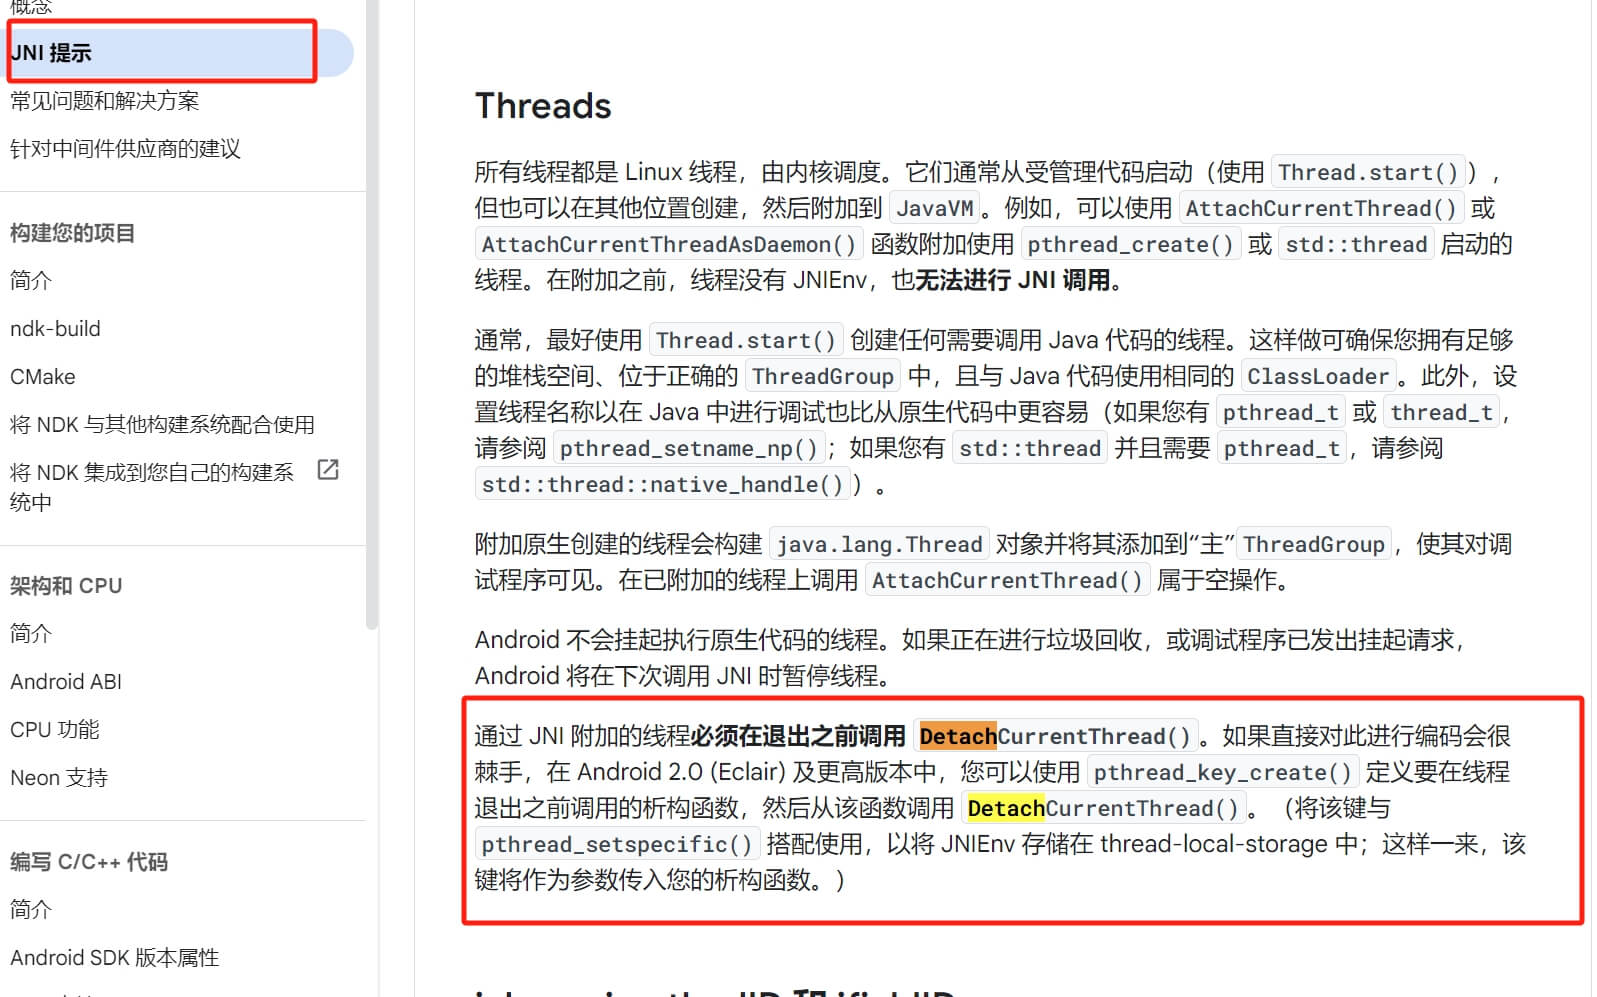 概念
JNI 提示
常见问题和解决方案
针对中间件供应商的建议
构建您的项目
简介
ndk-build
CMake
将 NDK 与其他构建系统配合使用
将 NDK 集成到您自己的构建系
统中
架构和 CPU
简介
Android ABI
CPU 功能
Neon 支持
编写 C/C++ 代码
简介
Android SDK 版本属性
Threads
所有线程都是 Linux 线程，由内核调度。它们通常从受管理代码启动（使用 Thread.start()），
但也可以在其他位置创建，然后附加到 JavaVM。例如，可以使用 AttachCurrentThread() 或
AttachCurrentThreadAsDaemon() 函数附加使用 pthread_create() 或 std::thread 启动的
线程。在附加之前，线程没有 JNIEnv，也无法进行 JNI 调用。
通常，最好使用 Thread.start() 创建任何需要调用 Java 代码的线程。这样做可确保您拥有足够
的堆栈空间、位于正确的 ThreadGroup 中，且与 Java 代码使用相同的 ClassLoader。此外，设
置线程名称以在 Java 中进行调试也比从原生代码中更容易（如果您有 pthread_t 或 thread_t，
请参阅 pthread_setname_np()；如果您有 std::thread 并且需要 pthread_t，请参阅
std::thread::native_handle()）。
附加原生创建的线程会构建 java.lang.Thread 对象并将其添加到“主”ThreadGroup，使其对调
试程序可见。在已附加的线程上调用 AttachCurrentThread() 属于空操作。
Android 不会挂起执行原生代码的线程。如果正在进行垃圾回收，或调试程序已发出挂起请求，
Android 将在下次调用 JNI 时暂停线程。
通过 JNI 附加的线程必须在退出之前调用 DetachCurrentThread()。如果直接对此进行编码会很
棘手，在 Android 2.0 (Eclair) 及更高版本中，您可以使用 pthread_key_create() 定义要在线程
退出之前调用的析构函数，然后从该函数调用 DetachCurrentThread()。（将该键与
pthread_setspecific() 搭配使用，以将 JNIEnv 存储在 thread-local-storage 中；这样一来，该
键将作为参数传入您的析构函数。）